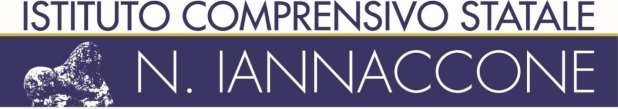 ISTITUTO COMPRENSIVO STATALE
N. IANNACCONE